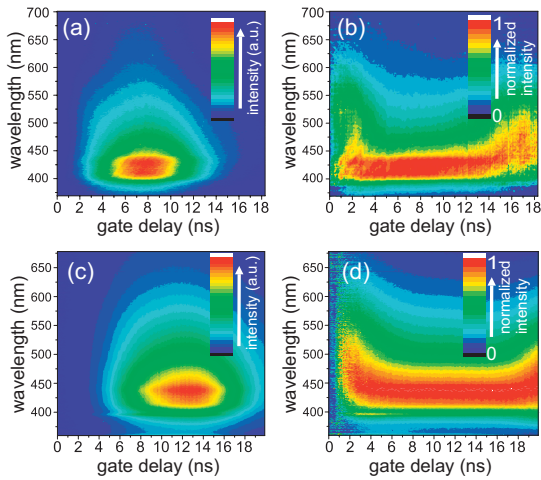 (a)
700
650
600
550
500
450
400
wavelength (nm)
0 2 4 6 8 10 12 14 16 18
gate delay (ns)
intensity (a.u.)
(b)
700
650
600
550
500
450
400
wavelength (nm)
0 2 4 6 8 10 12 14 16 18
gate delay (ns)
1
0
normalized
intensity
(c)
650
600
550
500
450
400
wavelength (nm)
0 2 4 6 8 10 12 14 16 18
gate delay (ns)
intensity (a.u.)
(d)
650
600
550
500
450
400
wavelength (nm)
0 2 4 6 8 10 12 14 16 18
gate delay (ns)
1
0
normalized
intensity